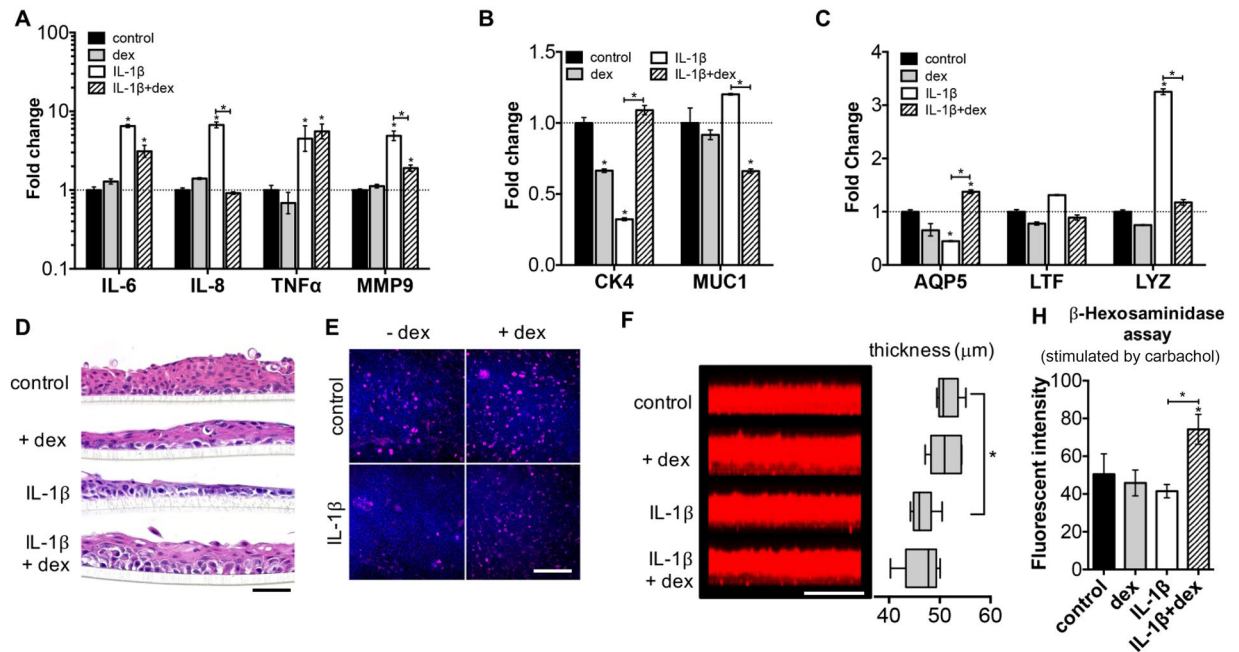 A
control
dex
IL-1β
IL-1β+dex
Fold change
100
10
1
0.1
* * * * * * * * *
IL-6 IL-8 TNFα MMP9
B
control IL-1β
dex IL-1β+dex
Fold change
1.5
1.0
0.5
0.0
* * * * *
CK4 MUC1
C
control
dex
IL-1β
IL-1β+dex
Fold Change
4
3
2
1
0
* * * * *
AQP5 LTF LYZ
D
control
+ dex
IL-1β
IL-1β
+ dex
E
- dex + dex
control
IL-1β
F
thickness (μm)
control
+ dex
IL-1β
IL-1β
+ dex
*
40 50 60
H β-Hexosaminidase
assay
(stimulated by carbachol)
Fluorescent intensity
100
80
60
40
20
0
* *
control
dex
IL-1β
IL-1β+dex